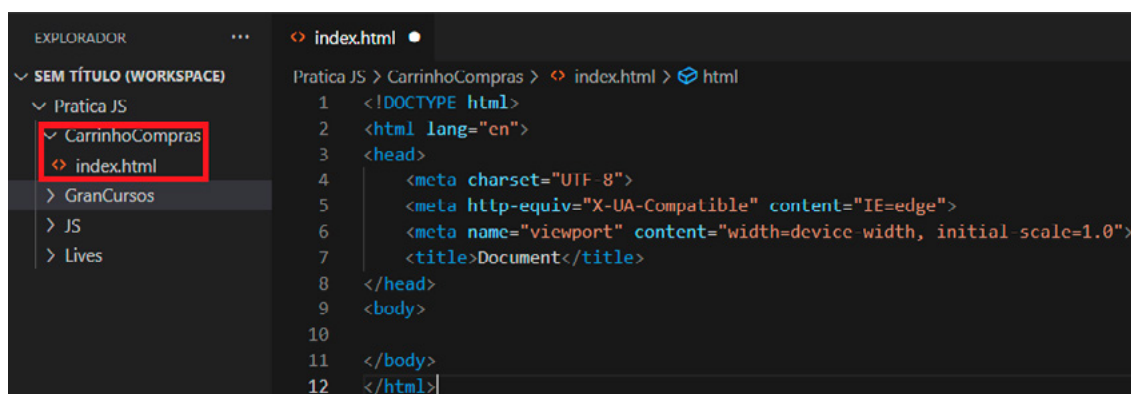 EXPLORADOR ...
SEM TÍTULO (WORKSPACE)
Pratica JS
CarrinhoCompras
<> index.html
> GranCursos
> JS
> Lives
<> index.html ●
Pratica JS > CarrinhoCompras > <> index.html > html
1 <!DOCTYPE html>
2 <html lang="en">
3 <head>
4 <meta charset="UTF-8">
5 <meta http-equiv="X-UA-Compatible" content="IE=edge">
6 <meta name="viewport" content="width=device-width, initial-scale=1.0">
7 <title>Document</title>
8 </head>
9 <body>
10
11 </body>
12 </html>